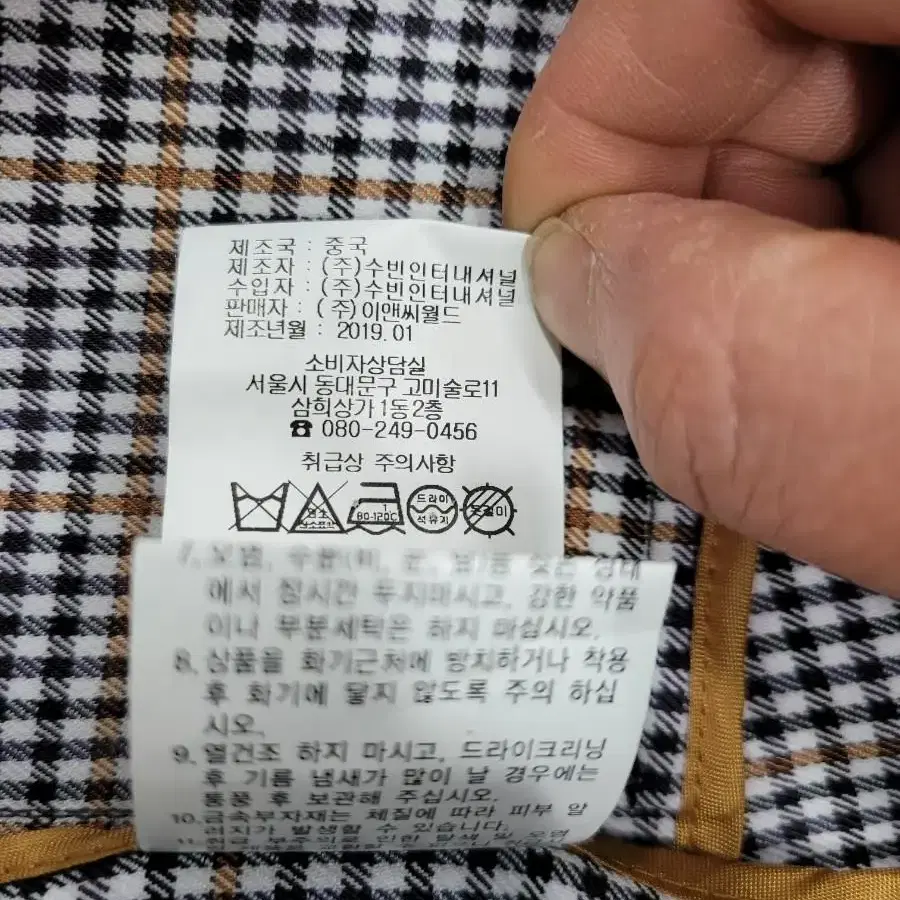 제조국 : 중국
제조자 : (주)수빈인터내셔널
수입자 : (주)수빈인터내셔널
판매자 : (주)이앤씨월드
제조년월 : 2019.01
소비자상담실
서울시 동대문구 고미술로11
삼희상가 1동2층
☎ 080-249-0456
취급상 주의사항
80-120℃
드라이
석유지
에서 장시간 두지마시고, 강한 약품
이나 부분세탁은 하지 마십시오.
8.상품을 화기근처에 방치하거나 착용
후 화기에 닿지 않도록 주의 하십
시오.
9.열건조 하지 마시고, 드라이크리닝
후 기름 냄새가 많이 날 경우에는
통풍 후 보관해 주십시오.
10.금속부자재는 체질에 따라 피부 알
러지가 발생할 수 있습니다.